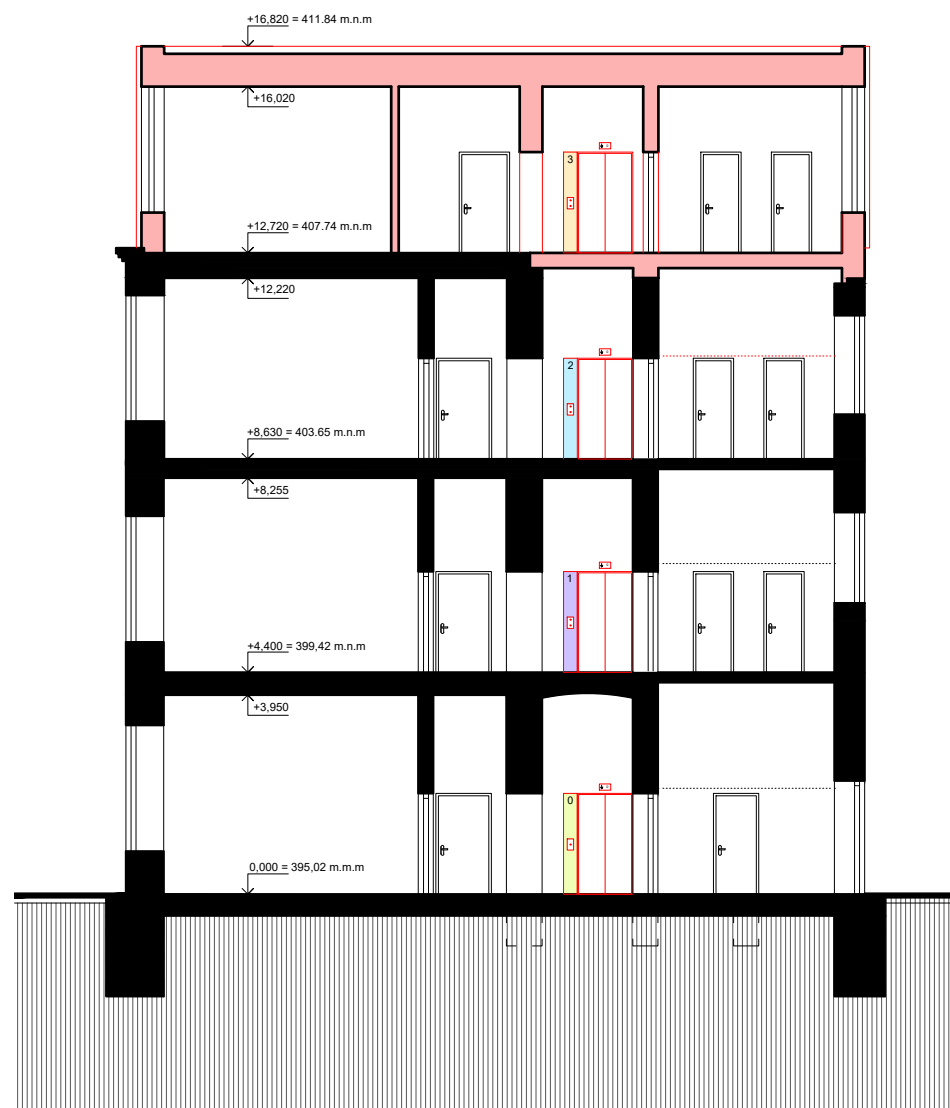 +16,820 = 411.84 m.n.m
+16,020
3
+12,720 = 407.74 m.n.m
+12,220
2
+8,630 = 403.65 m.n.m
+8,255
1
+4,400 = 399,42 m.n.m
+3,950
0
0,000 = 395,02 m.m.m